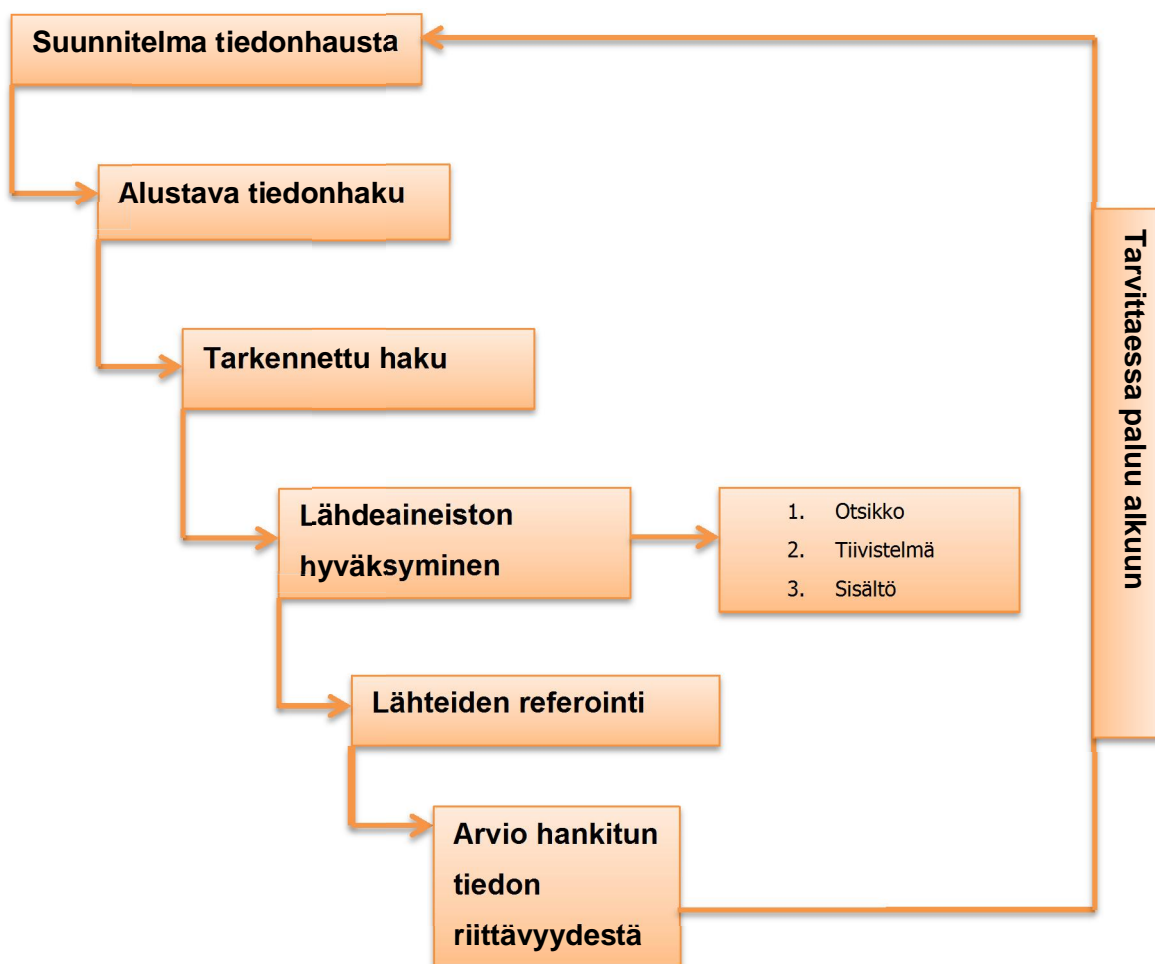 Suunnitelma tiedonhausta
Alustava tiedonhaku
Tarkennettu haku
Lähdeaineiston
hyväksyminen
1. Otsikko
2. Tiivistelmä
3. Sisältö
Lähteiden referointi
Arvio hankitun
tiedon
riittävyydestä
Tarvittaessa paluu alkuun